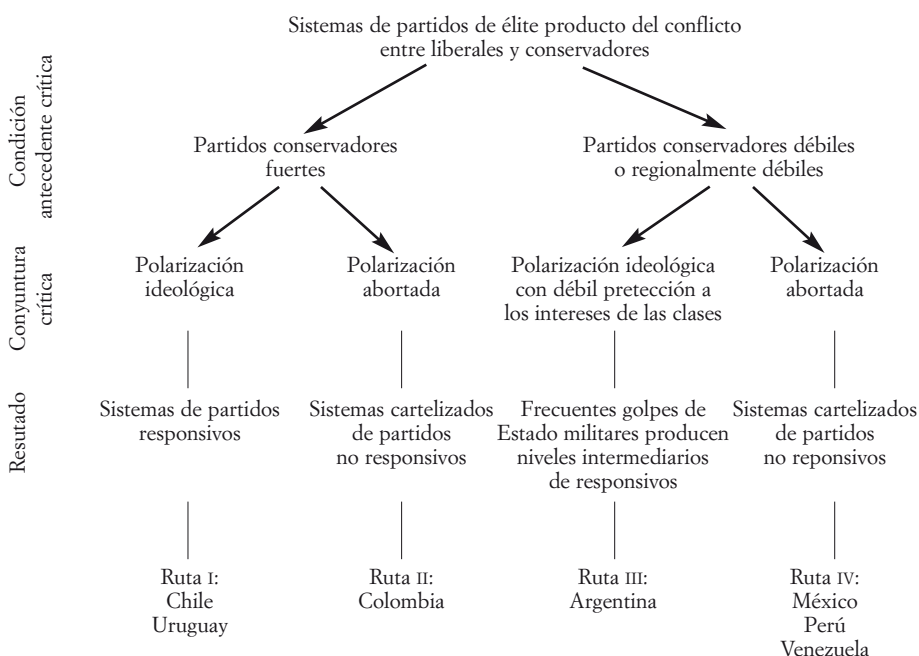 Sistemas de partidos de élite producto del conflicto
entre liberales y conservadores
Condición
antecedente crítica
Partidos conservadores
fuertes
Partidos conservadores débiles
o regionalmente débiles
Conyuntura
crítica
Polarización
ideológica
Polarización
abortada
Polarización ideológica
con débil pretección a
los intereses de las clases
Polarización
abortada
Resutado
Sistemas de partidos
responsivos
Sistemas cartelizados
de partidos
no responsivos
Frecuentes golpes de
Estado militares producen
niveles intermediarios
de responsivos
Sistemas cartelizados
de partidos
no reponsivos
Ruta I:
Chile
Uruguay
Ruta II:
Colombia
Ruta III:
Argentina
Ruta IV:
México
Perú
Venezuela